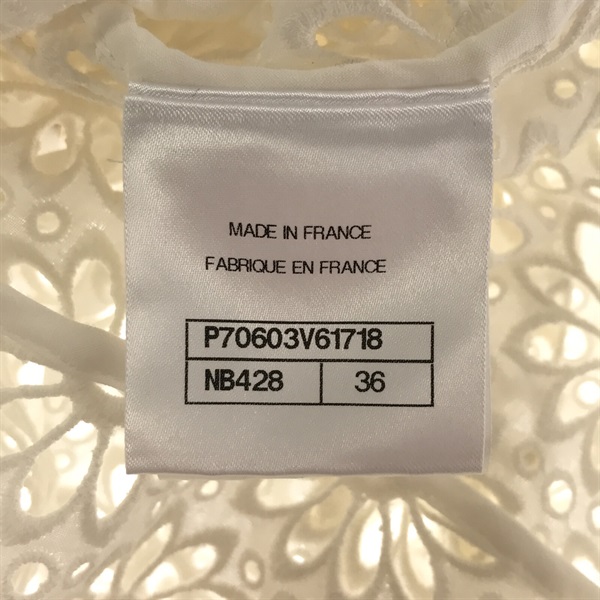 MADE IN FRANCE
FABRIQUE EN FRANCE
P70603V61718
NB428 36